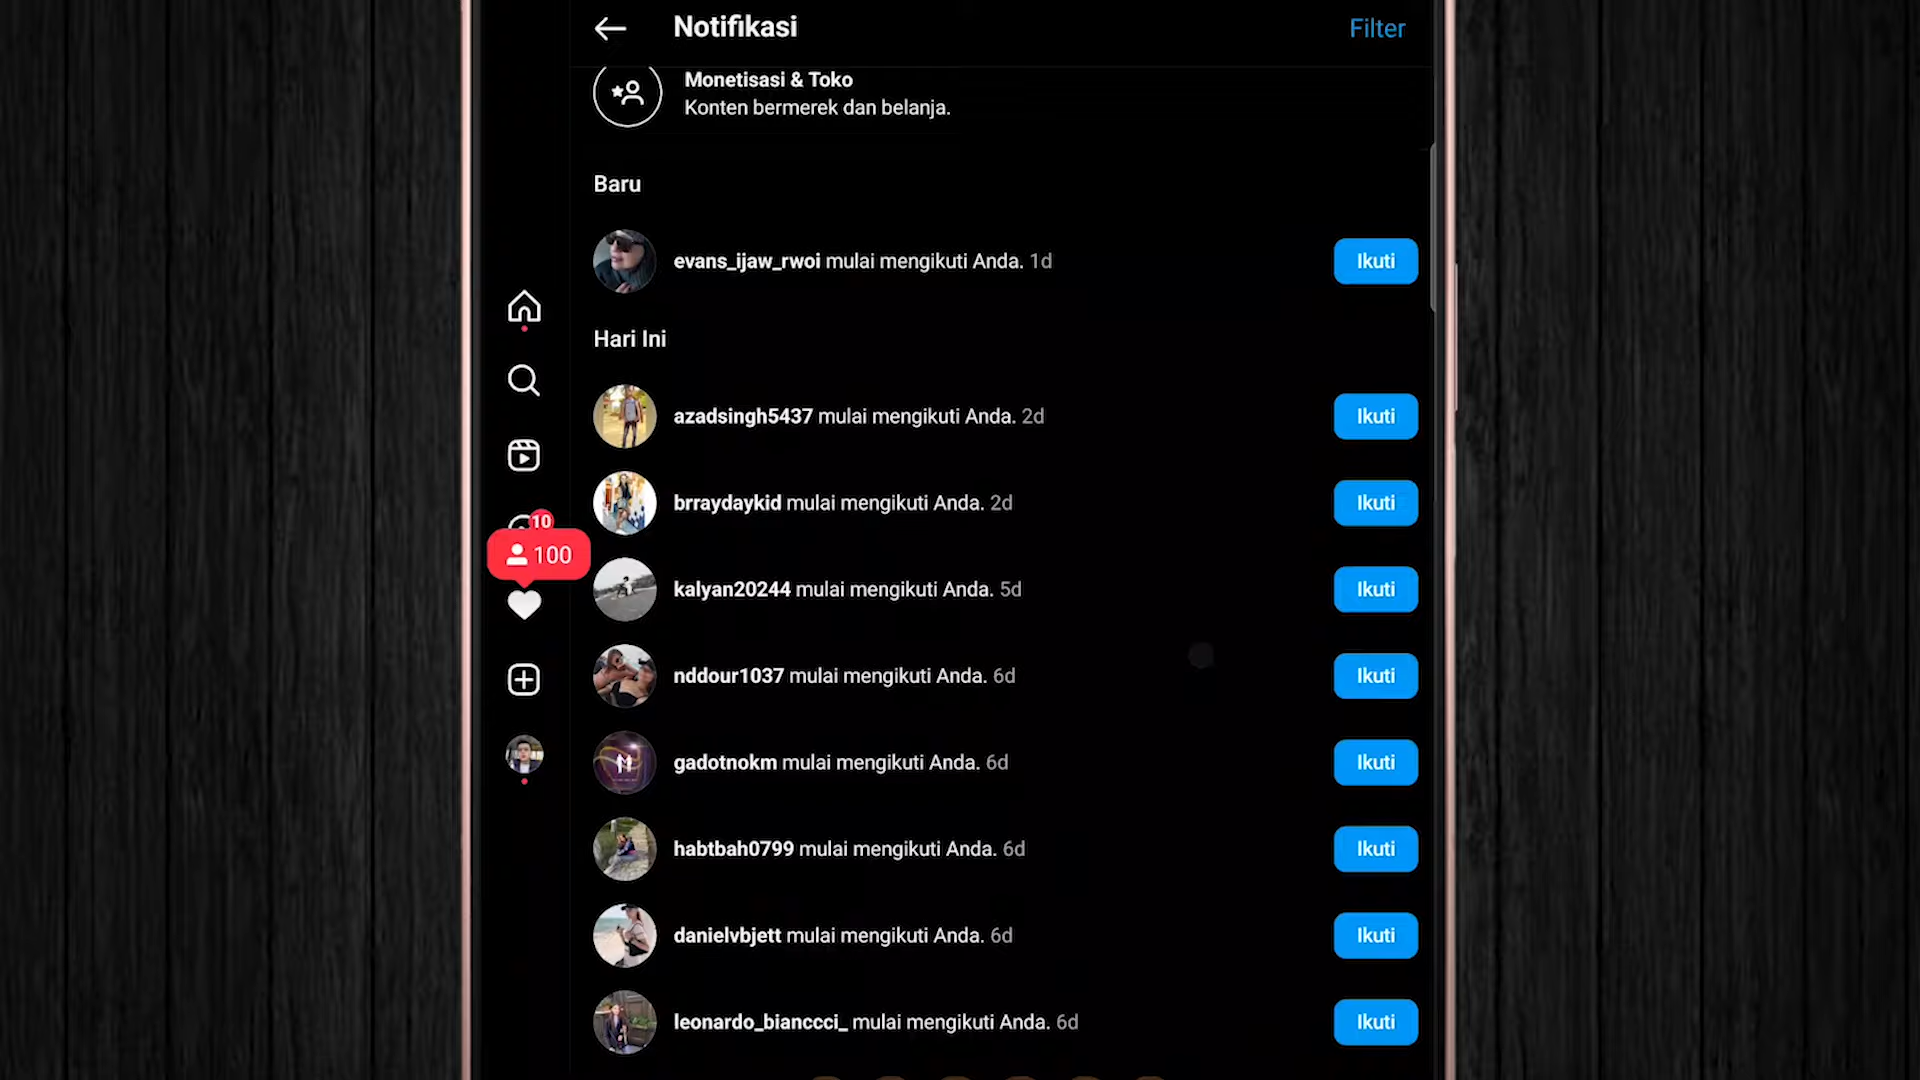 Notifikasi
Filter
Monetisasi & Toko
Konten bermerek dan belanja.
Baru
evans_ijaw_rwoi mulai mengikuti Anda. 1d
Ikuti
Hari Ini
azadsingh5437 mulai mengikuti Anda. 2d
Ikuti
brraydaykid mulai mengikuti Anda. 2d
Ikuti
10
100
kalyan20244 mulai mengikuti Anda. 5d
Ikuti
nddour1037 mulai mengikuti Anda. 6d
Ikuti
gadotnokm mulai mengikuti Anda. 6d
Ikuti
habtbah0799 mulai mengikuti Anda. 6d
Ikuti
danielvbjett mulai mengikuti Anda. 6d
Ikuti
leonardo_bianccci_ mulai mengikuti Anda. 6d
Ikuti